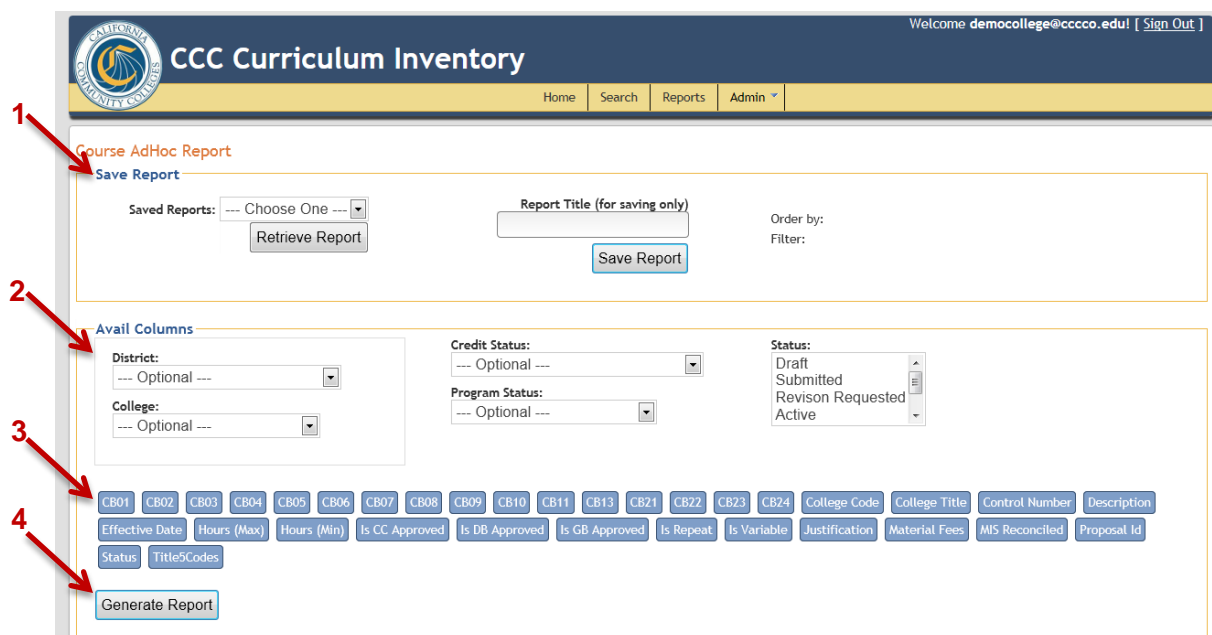 Welcome democollege@cccco.edu! [ Sign Out ]
CALIFORNIA COMMUNITY COLLEGES
CCC Curriculum Inventory
Home Search Reports Admin
1
Course AdHoc Report
Save Report
Saved Reports: --- Choose One ---
Retrieve Report
Report Title (for saving only)
Save Report
Order by:
Filter:
2
Avail Columns
District:
--- Optional ---
College:
--- Optional ---
Credit Status:
--- Optional ---
Program Status:
--- Optional ---
Status:
Draft
Submitted
Revison Requested
Active
3
CB01 CB02 CB03 CB04 CB05 CB06 CB07 CB08 CB09 CB10 CB11 CB13 CB21 CB22 CB23 CB24 College Code College Title Control Number Description
Effective Date Hours (Max) Hours (Min) Is CC Approved Is DB Approved Is GB Approved Is Repeat Is Variable Justification Material Fees MIS Reconciled Proposal Id
Status Title5Codes
4
Generate Report